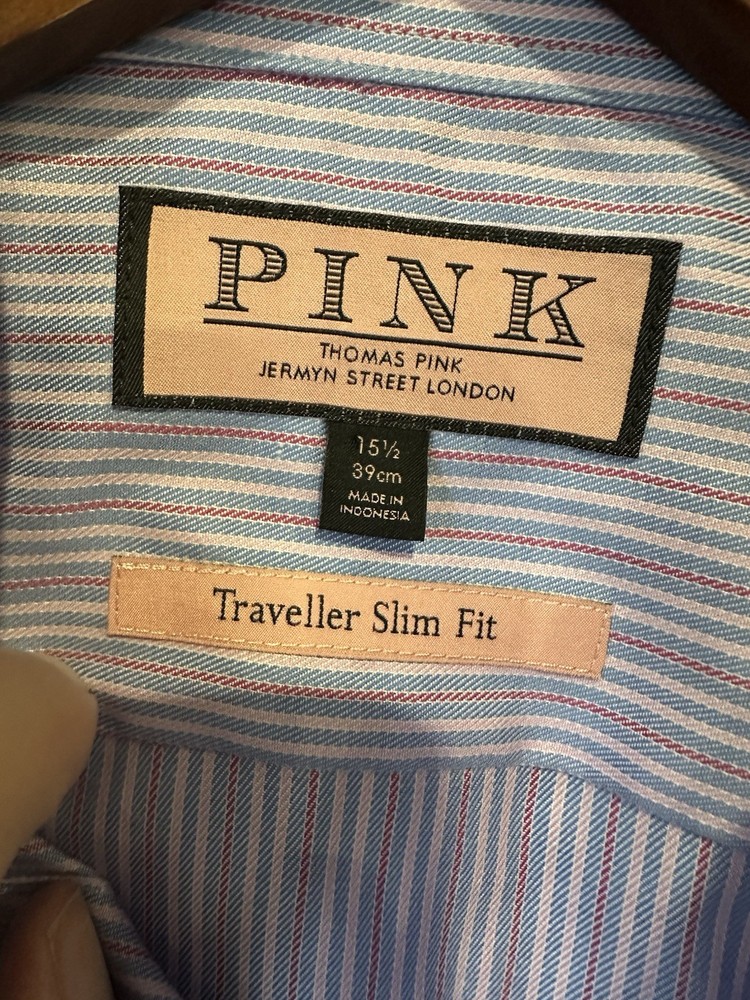 PINK
THOMAS PINK
JERMYN STREET LONDON
15½
39cm
MADE IN
INDONESIA
Traveller Slim Fit